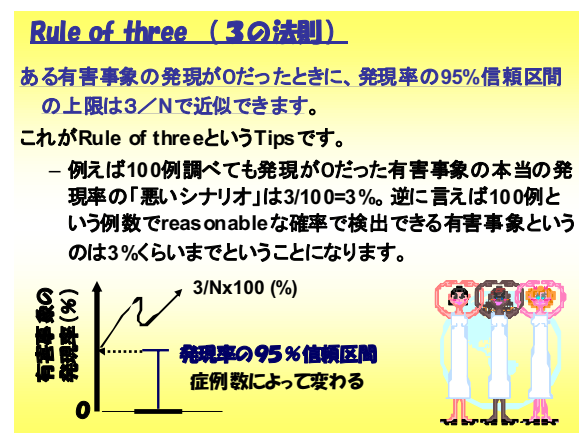 Rule of three （３の法則）
ある有害事象の発現が0だったときに、発現率の95%信頼区間
の上限は３／Nで近似できます。
これがRule of threeというTipsです。
– 例えば100例調べても発現が0だった有害事象の本当の発
現率の「悪いシナリオ」は3/100=3%。逆に言えば100例と
いう例数でreasonableな確率で検出できる有害事象という
のは3%くらいまでということになります。
有害事象の
発現率(%)
3/Nx100 (%)
発現率の95％信頼区間
症例数によって変わる
0